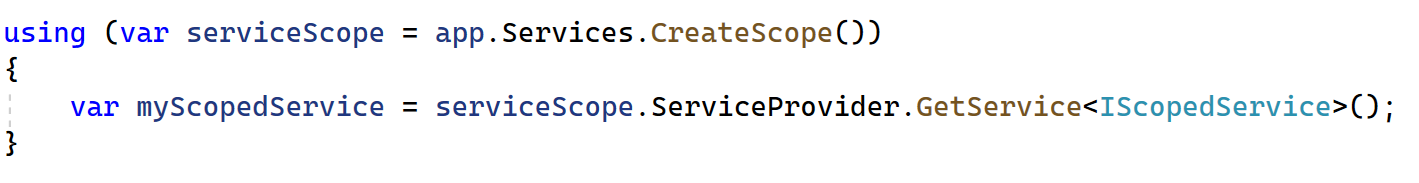 using (var serviceScope = app.Services.CreateScope())
{
    var myScopedService = serviceScope.ServiceProvider.GetService<IScopedService>();
}